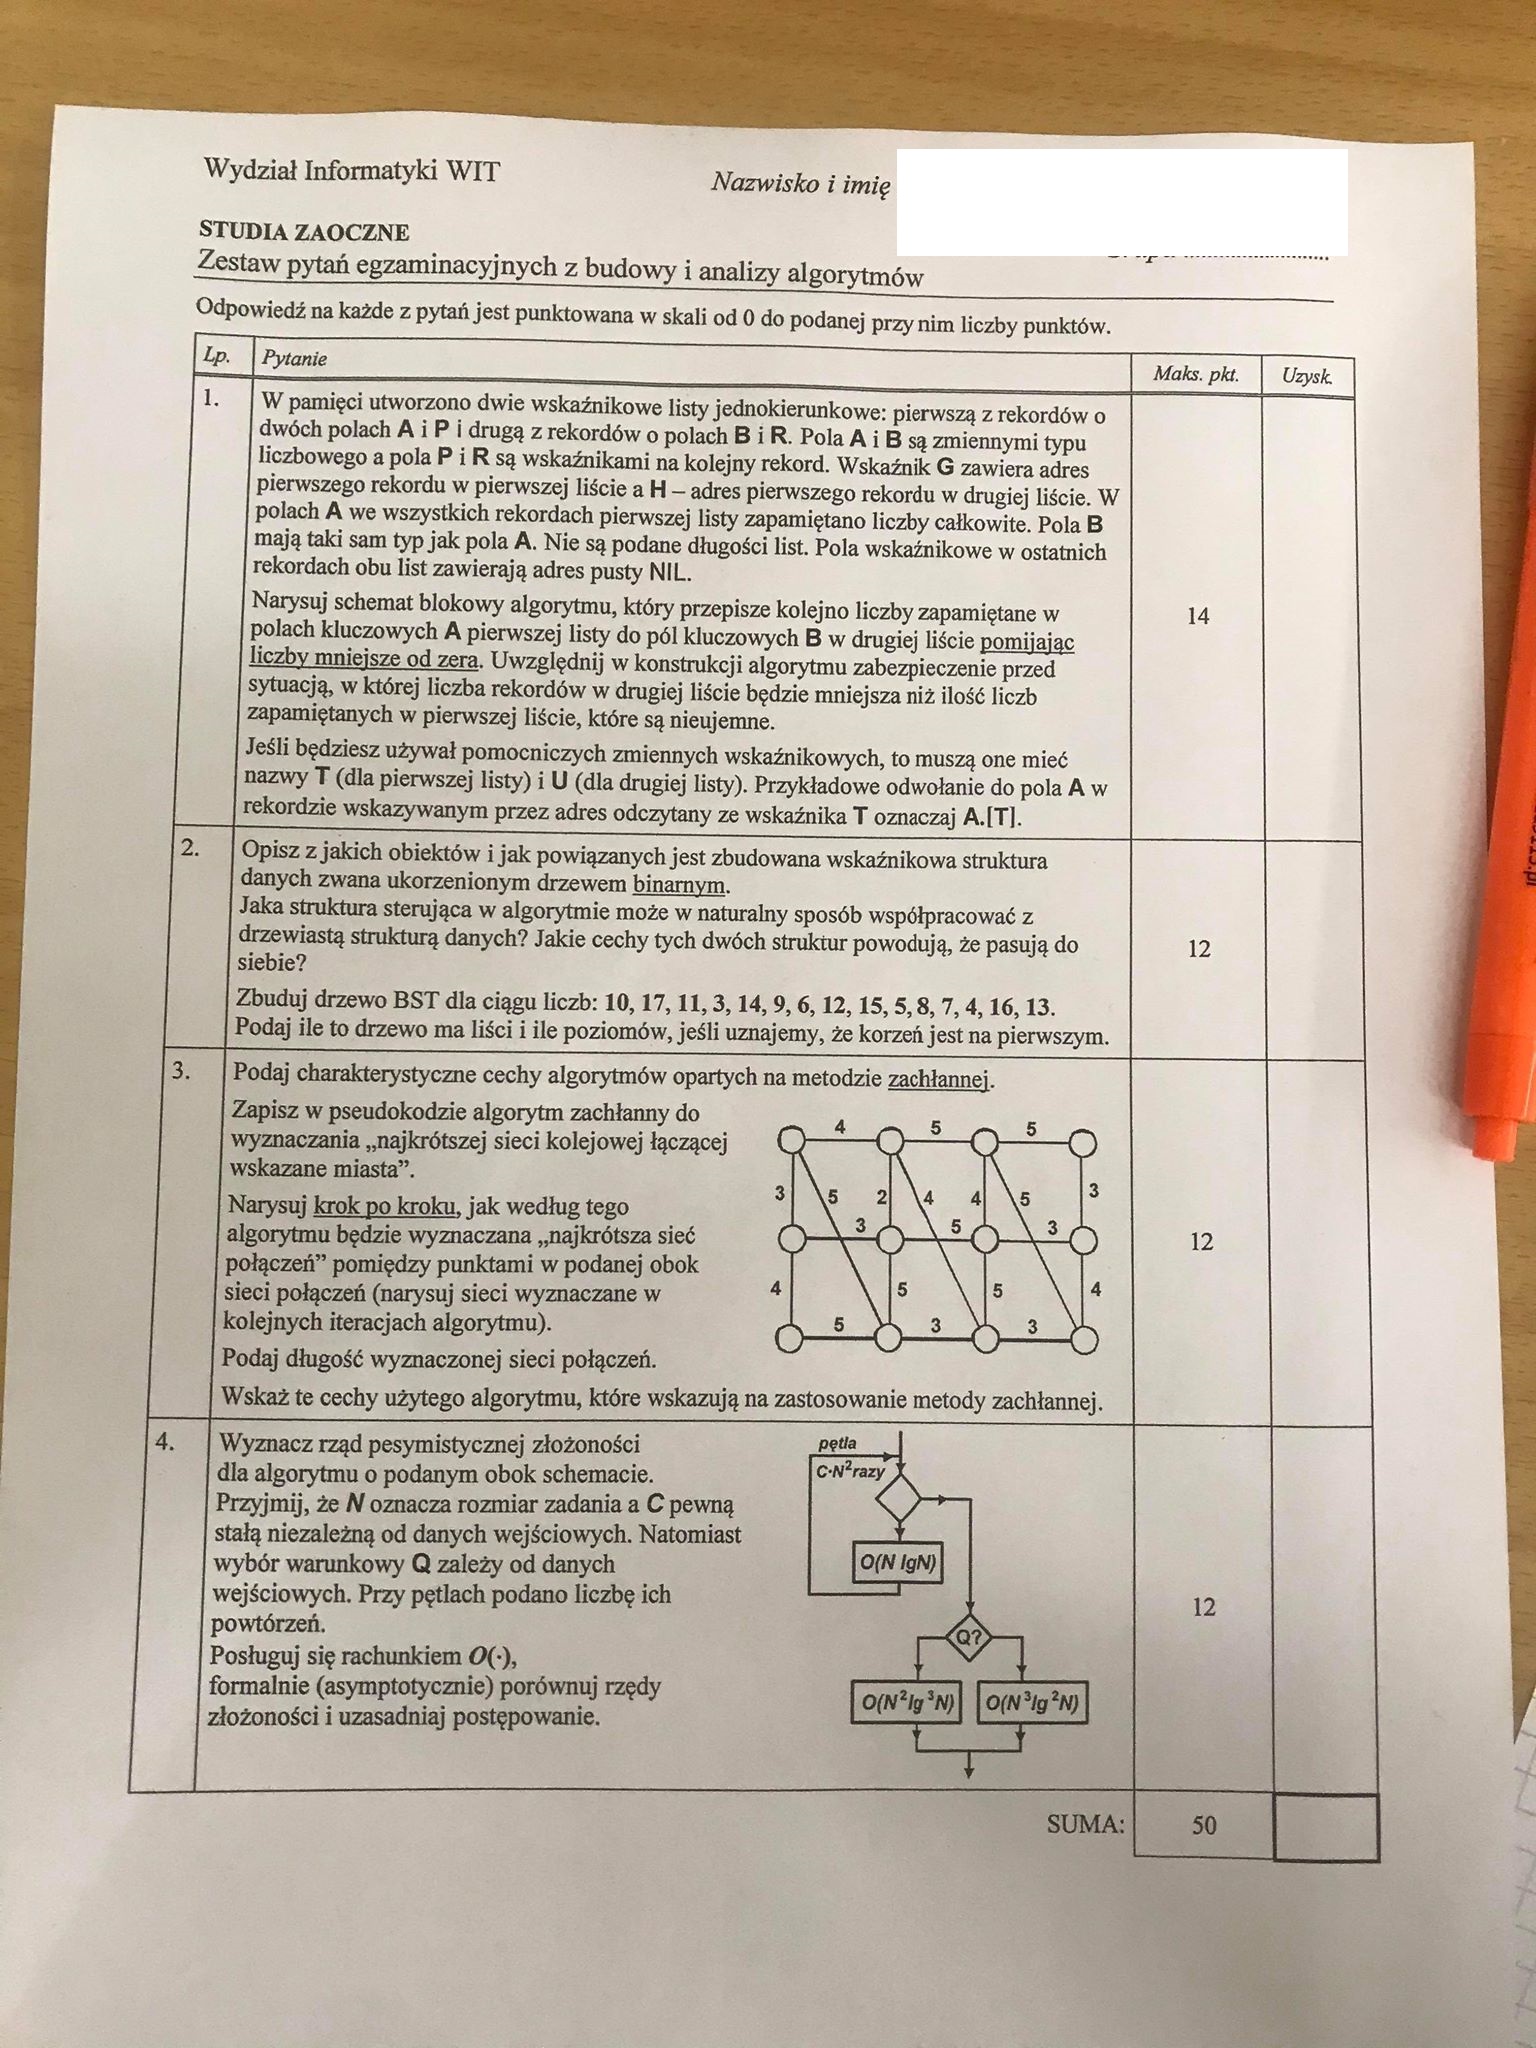 Wydział Informatyki WIT
Nazwisko i imię
STUDIA ZAOCZNE
Zestaw pytań egzaminacyjnych z budowy i analizy algorytmów
Odpowiedź na każde z pytań jest punktowana w skali od 0 do podanej przy nim liczby punktów.
Lp. Pytanie Maks. pkt. Uzysk.
1. W pamięci utworzono dwie wskaźnikowe listy jednokierunkowe: pierwszą z rekordów o
dwóch polach A i P i drugą z rekordów o polach B i R. Pola A i B są zmiennymi typu
liczbowego a pola P i R są wskaźnikami na kolejny rekord. Wskaźnik G zawiera adres
pierwszego rekordu w pierwszej liście a H – adres pierwszego rekordu w drugiej liście. W
polach A we wszystkich rekordach pierwszej listy zapamiętano liczby całkowite. Pola B
mają taki sam typ jak pola A. Nie są podane długości list. Pola wskaźnikowe w ostatnich
rekordach obu list zawierają adres pusty NIL.
Narysuj schemat blokowy algorytmu, który przepisze kolejno liczby zapamiętane w
polach kluczowych A pierwszej listy do pól kluczowych B w drugiej liście pomijając
liczby mniejsze od zera. Uwzględnij w konstrukcji algorytmu zabezpieczenie przed
sytuacją, w której liczba rekordów w drugiej liście będzie mniejsza niż ilość liczb
zapamiętanych w pierwszej liście, które są nieujemne.
Jeśli będziesz używał pomocniczych zmiennych wskaźnikowych, to muszą one mieć
nazwy T (dla pierwszej listy) i U (dla drugiej listy). Przykładowe odwołanie do pola A w
rekordzie wskazywanym przez adres odczytany ze wskaźnika T oznaczaj A.[T].
14
2. Opisz z jakich obiektów i jak powiązanych jest zbudowana wskaźnikowa struktura
danych zwana ukorzenionym drzewem binarnym.
Jaka struktura sterująca w algorytmie może w naturalny sposób współpracować z
drzewiastą strukturą danych? Jakie cechy tych dwóch struktur powodują, że pasują do
siebie?
Zbuduj drzewo BST dla ciągu liczb: 10, 17, 11, 3, 14, 9, 6, 12, 15, 5, 8, 7, 4, 16, 13.
Podaj ile to drzewo ma liści i ile poziomów, jeśli uznajemy, że korzeń jest na pierwszym.
12
3. Podaj charakterystyczne cechy algorytmów opartych na metodzie zachłannej.
Zapisz w pseudokodzie algorytm zachłanny do
wyznaczania „najkrótszej sieci kolejowej łączącej
wskazane miasta”.
Narysuj krok po kroku, jak według tego
algorytmu będzie wyznaczana „najkrótsza sieć
połączeń” pomiędzy punktami w podanej obok
sieci połączeń (narysuj sieci wyznaczane w
kolejnych iteracjach algorytmu).
Podaj długość wyznaczonej sieci połączeń.
Wskaż te cechy użytego algorytmu, które wskazują na zastosowanie metody zachłannej.
4 5 5
3 5 2 4 4 5 3
3 5 3
4 5 5 4
5 3 3
12
4. Wyznacz rząd pesymistycznej złożoności
dla algorytmu o podanym obok schemacie.
Przyjmij, że N oznacza rozmiar zadania a C pewną
stałą niezależną od danych wejściowych. Natomiast
wybór warunkowy Q zależy od danych
wejściowych. Przy pętlach podano liczbę ich
powtórzeń.
Posługuj się rachunkiem O(·),
formalnie (asymptotycznie) porównuj rzędy
złożoności i uzasadniaj postępowanie.
pętla
C·N²razy
O(N lgN)
Q?
O(N²lg³N) O(N³lg²N)
12
SUMA: 50